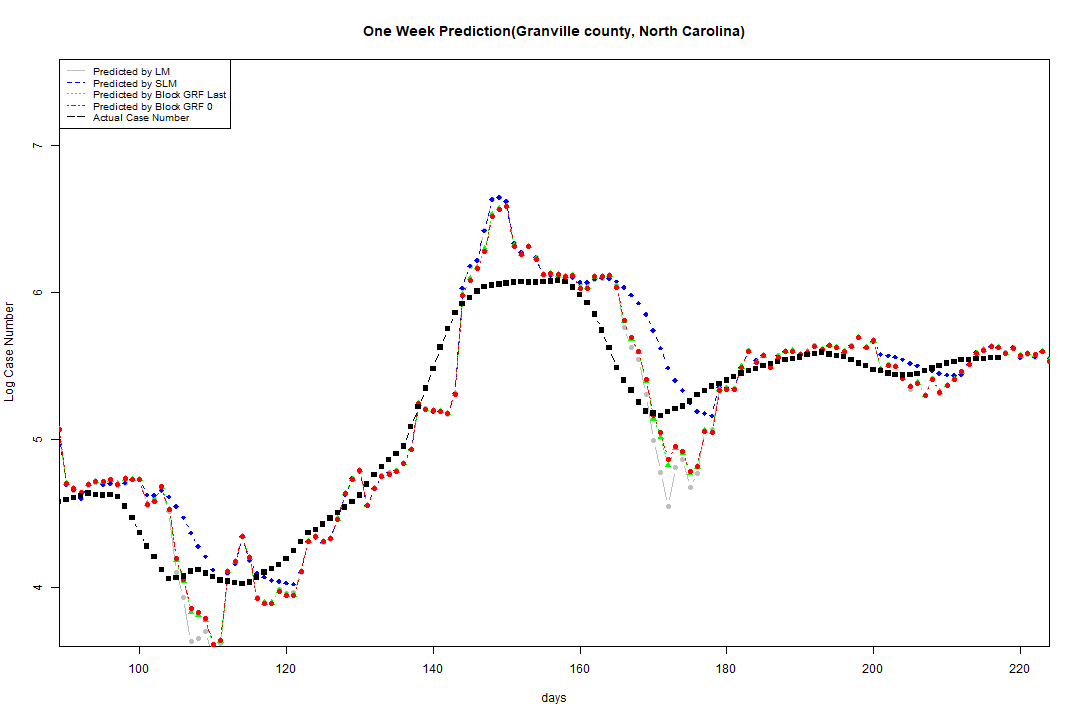 One Week Prediction(Granville county, North Carolina)
Predicted by LM
Predicted by SLM
Predicted by Block GRF Last
Predicted by Block GRF 0
Actual Case Number
7
6
5
4
Log Case Number
100 120 140 160 180 200 220
days